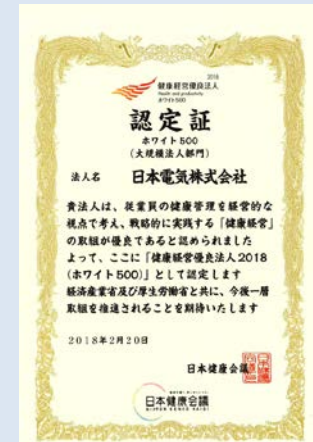 2018
健康経営優良法人
Health and productivity
ホワイト500
認定証
ホワイト500
(大規模法人部門)
法人名 日本電気株式会社
貴法人は、従業員の健康管理を経営的な
視点で考え、戦略的に実践する「健康経営」
の取組が優良であると認められました
よって、ここに「健康経営優良法人2018
(ホワイト500)」として認定します
経済産業省及び厚生労働省と共に、今後一層
取組を推進されることを期待いたします
2018年2月20日
日本健康会議
日本健康会議
NIPPON KENKO KAIGI